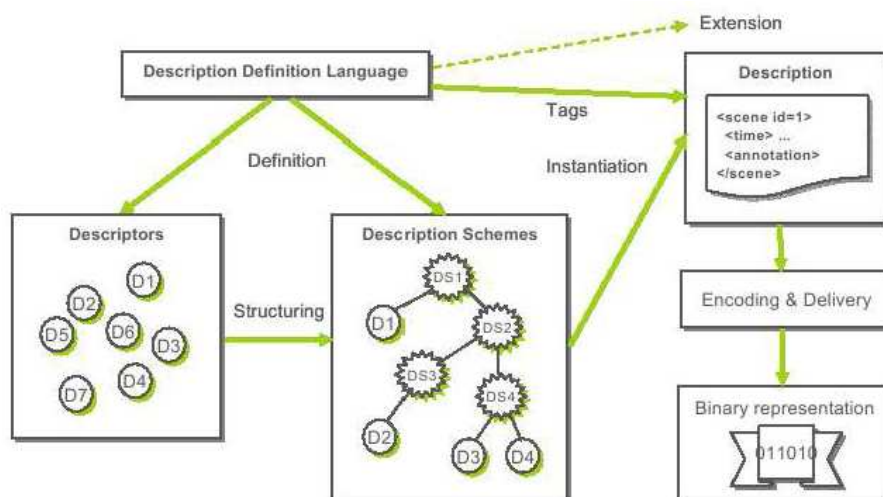 Extension
Description Definition Language
Description
Tags
<scene id=1>
<time> ...
<annotation>
</scene>
Definition
Instantiation
Descriptors
Description Schemes
D1
D2
D5
D6
D3
D4
D7
Structuring
DS1
D1
DS2
DS3
DS4
D2
D3
D4
Encoding & Delivery
Binary representation
011010